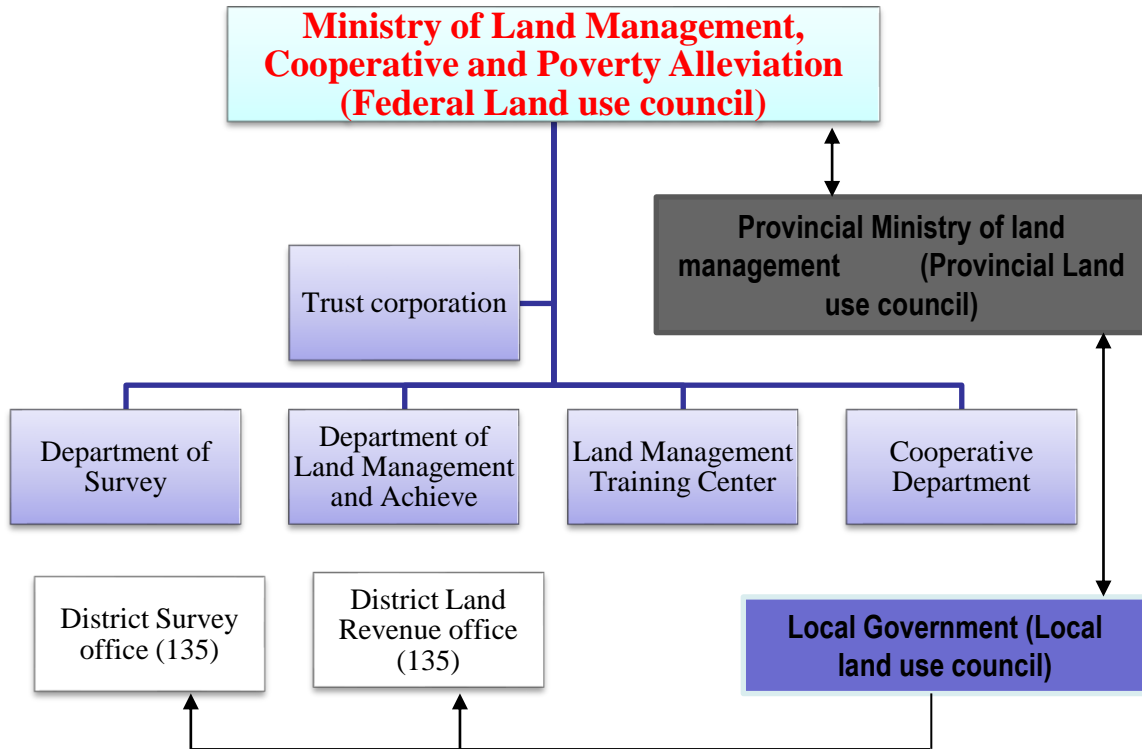 Ministry of Land Management,
Cooperative and Poverty Alleviation
(Federal Land use council)
Provincial Ministry of land
management (Provincial Land
use council)
Trust corporation
Department of
Survey
Department of
Land Management
and Achieve
Land Management
Training Center
Cooperative
Department
District Survey
office (135)
District Land
Revenue office
(135)
Local Government (Local
land use council)